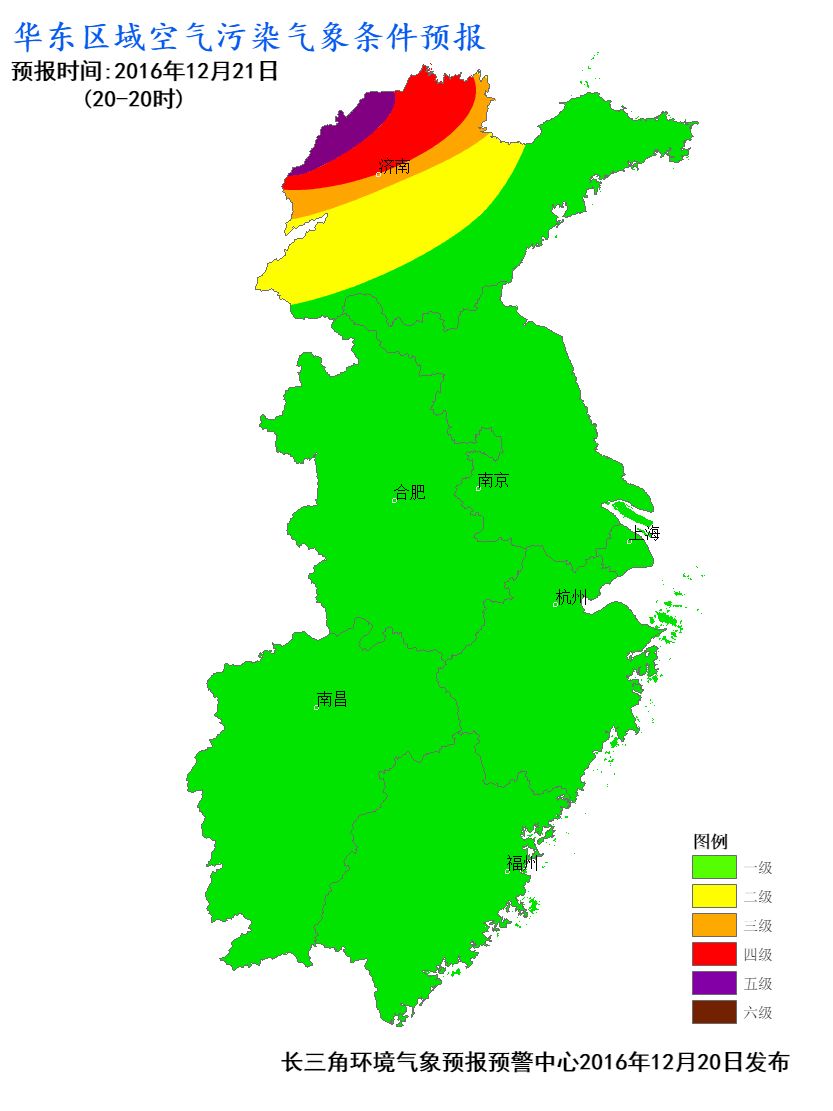 华东区域空气污染气象条件预报
预报时间:2016年12月21日
(20-20时)
济南
南京
合肥
上海
杭州
南昌
福州
图例
一级
二级
三级
四级
五级
六级
长三角环境气象预报预警中心2016年12月20日发布